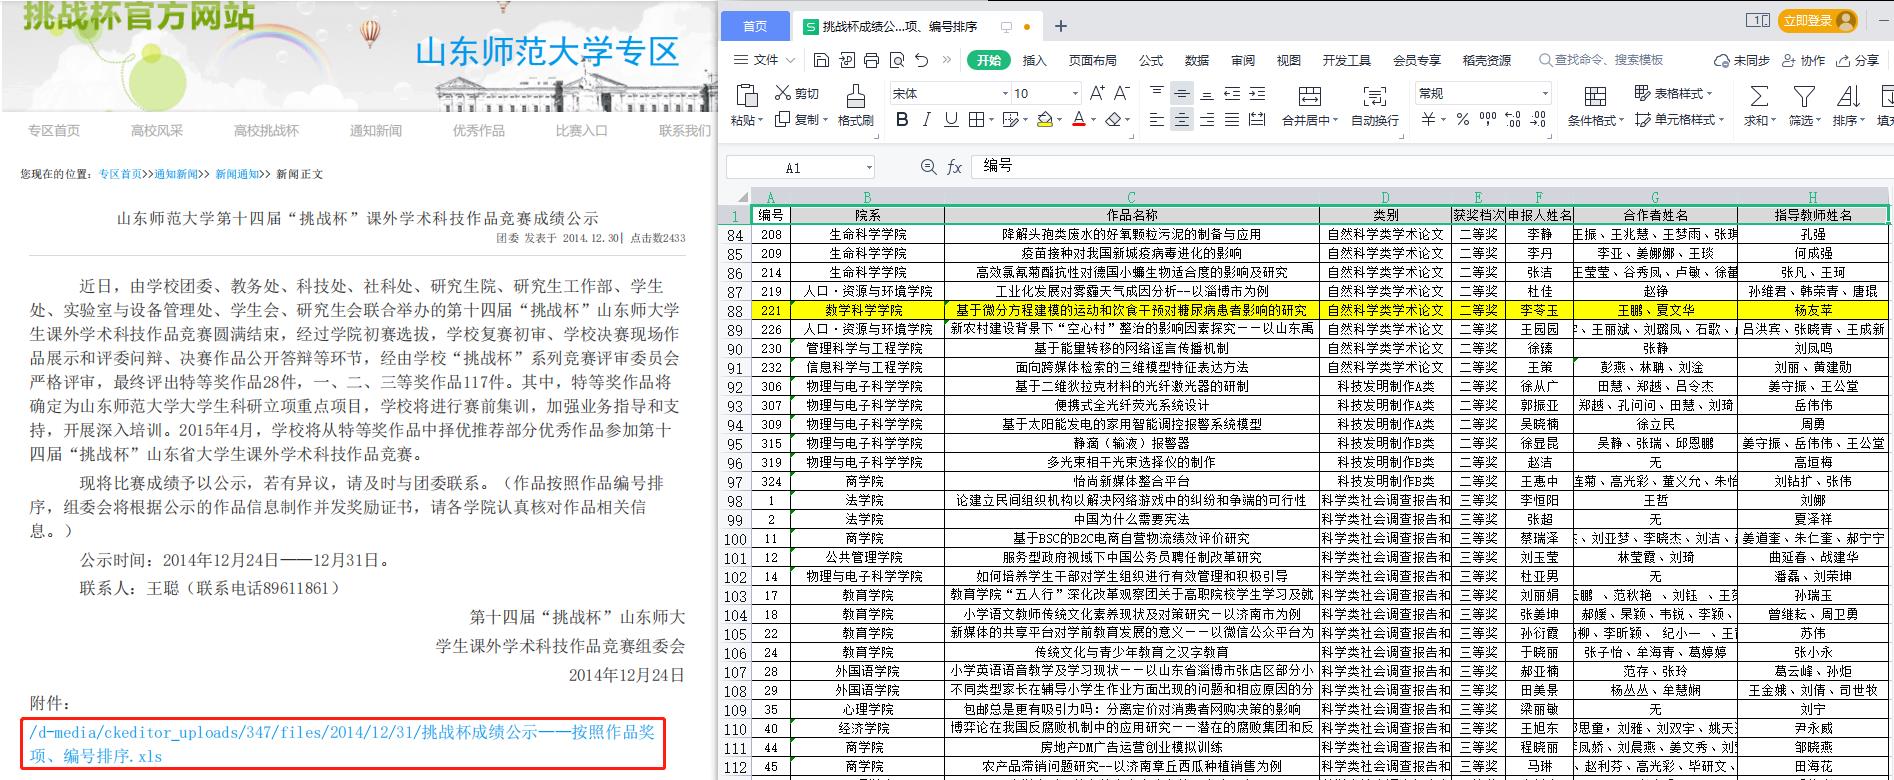 挑战杯官方网站
山东师范大学专区
专区首页 高校风采 高校挑战杯 通知新闻 优秀作品 比赛入口 联系我们
您现在的位置：专区首页>>通知新闻>> 新闻通知>> 新闻正文
山东师范大学第十四届“挑战杯”课外学术科技作品竞赛成绩公示
团委 发表于 2014.12.30| 点击数2433
近日，由学校团委、教务处、科技处、社科处、研究生院、研究生工作部、学生
处、实验室与设备管理处、学生会、研究生会联合举办的第十四届“挑战杯”山东师大学
生课外学术科技作品竞赛圆满结束，经过学院初赛选拔，学校复赛初审、学校决赛现场作
品展示和评委问辩、决赛作品公开答辩等环节，经由学校“挑战杯”系列竞赛评审委员会
严格评审，最终评出特等奖作品28件，一、二、三等奖作品117件。其中，特等奖作品将
确定为山东师范大学大学生科研立项重点项目，学校将进行赛前集训，加强业务指导和支
持，开展深入培训。2015年4月，学校将从特等奖作品中择优推荐部分优秀作品参加第十
四届“挑战杯”山东省大学生课外学术科技作品竞赛。
现将比赛成绩予以公示，若有异议，请及时与团委联系。（作品按照作品编号排
序，组委会将根据公示的作品信息制作并发奖励证书，请各学院认真核对作品相关信
息。）
公示时间：2014年12月24日——12月31日。
联系人：王聪（联系电话89611861）
第十四届“挑战杯”山东师大
学生课外学术科技作品竞赛组委会
2014年12月24日
附件：
/d-media/ckeditor_uploads/347/files/2014/12/31/挑战杯成绩公示——按照作品奖
项、编号排序.xls
首页 S 挑战杯成绩公...项、编号排序 + 1 立即登录
文件 开始 插入 页面布局 公式 数据 审阅 视图 开发工具 会员专享 稻壳资源 查找命令、搜索模板 未同步 协作 分享
剪切 宋体 10 A+ A- 常规 表格样式
粘贴 复制 格式刷 B I U A 合并居中 自动换行 ¥ % 条件格式 单元格样式 求和 筛选 排序
A1 fx 编号
A B C D E F G H
1 编号 院系 作品名称 类别 获奖档次 申报人姓名 合作者姓名 指导教师姓名
84 208 生命科学学院 降解头孢类废水的好氧颗粒污泥的制备与应用 自然科学类学术论文 二等奖 李静 王振、王兆慧、王梦雨、张琪 孔强
85 209 生命科学学院 疫苗接种对我国新城疫病毒进化的影响 自然科学类学术论文 二等奖 李丹 李亚、姜娜娜、王琰 何成强
86 214 生命科学学院 高效氯氰菊酯抗性对德国小蠊生物适合度的影响及研究 自然科学类学术论文 二等奖 张洁 王莹莹、谷秀凤、卢敏、徐蕾 张凡、王珂
87 219 人口·资源与环境学院 工业化发展对雾霾天气成因分析--以淄博市为例 自然科学类学术论文 二等奖 杜佳 赵铮 孙维君、韩荣青、唐琨
88 221 数学科学学院 基于微分方程建模的运动和饮食干预对糖尿病患者影响的研究 自然科学类学术论文 二等奖 李苓玉 王鹏、夏文华 杨友苹
89 226 人口·资源与环境学院 新农村建设背景下“空心村”整治的影响因素探究－－以山东禹 自然科学类学术论文 二等奖 王园园 、王丽斌、刘璐凤、石歌、 吕洪宾、张晓青、王成新
90 230 管理科学与工程学院 基于能量转移的网络谣言传播机制 自然科学类学术论文 二等奖 徐臻 张静 刘凤鸣
91 232 信息科学与工程学院 面向跨媒体检索的三维模型特征表达方法 自然科学类学术论文 二等奖 王策 彭燕、林聃、刘淦 刘丽、黄建勋
92 306 物理与电子科学学院 基于二维狄拉克材料的光纤激光器的研制 科技发明制作A类 二等奖 徐从广 田慧、郑越、吕令杰 姜守振、王公堂
93 307 物理与电子科学学院 便携式全光纤荧光系统设计 科技发明制作A类 二等奖 郭振亚 郑越、孔问问、田慧、刘琦 岳伟伟
94 309 物理与电子科学学院 基于太阳能发电的家用智能调控报警系统模型 科技发明制作A类 二等奖 吴晓楠 徐立民 周勇
95 315 物理与电子科学学院 静滴（输液）报警器 科技发明制作B类 二等奖 徐显昆 吴静、张瑞、邱恩鹏 姜守振、岳伟伟、王公堂
96 319 物理与电子科学学院 多光束相干光束选择仪的制作 科技发明制作B类 二等奖 赵洁 无 高垣梅
97 324 商学院 怡尚新媒体整合平台 科技发明制作B类 二等奖 王惠中 连菊、高光彩、董义允、朱怡 刘钻扩、张伟
98 1 法学院 论建立民间组织机构以解决网络游戏中的纠纷和争端的可行性 科学类社会调查报告和 三等奖 李恒阳 王哲 刘娜
99 2 法学院 中国为什么需要宪法 科学类社会调查报告和 三等奖 张超 无 夏泽祥
100 11 商学院 基于BSC的B2C电商自营物流绩效评价研究 科学类社会调查报告和 三等奖 蔡瑞泽 、刘亚梦、李晓杰、刘洁、 姜道奎、朱仁奎、郝宁宁
101 12 公共管理学院 服务型政府视域下中国公务员聘任制改革研究 科学类社会调查报告和 三等奖 刘玉莹 林莹霞、刘琦 曲延春、战建华
102 14 物理与电子科学学院 如何培养学生干部对学生组织进行有效管理和积极引导 科学类社会调查报告和 三等奖 杜亚男 无 潘磊、刘荣坤
103 17 教育学院 教育学院“五人行”深化改革观察团关于高职院校学生学习及就 科学类社会调查报告和 三等奖 刘丽娟 鹏 、范秋艳 、刘钰 、王 孙瑞玉
104 18 教育学院 小学语文教师传统文化素养现状及对策研究－以济南市为例 科学类社会调查报告和 三等奖 张姜坤 郝媛、杲颖、韦锐、李颖、 曾继耘、周卫勇
105 22 教育学院 新媒体的共享平台对学前教育发展的意义－－以微信公众平台为 科学类社会调查报告和 三等奖 孙衍霞 柳、李昕颖、 纪小一 、王 苏伟
106 24 教育学院 传统文化与青少年教育之汉字教育 科学类社会调查报告和 三等奖 于晓丽 张子怡、牟海青、葛婷婷 张小永
107 28 外国语学院 小学英语语音教学及学习现状－－以山东省淄博市张店区部分小 科学类社会调查报告和 三等奖 郝亚楠 范存、张玲 葛云峰、孙炬
108 29 外国语学院 不同类型家长在辅导小学生作业方面出现的问题和相应原因的分 科学类社会调查报告和 三等奖 田美景 杨丛丛、牟慧娴 王金娥、刘倩、司世牧
109 35 心理学院 包邮总是更有吸引力吗：分离定价对消费者网购决策的影响 科学类社会调查报告和 三等奖 梁丽敏 无 刘宁
110 40 经济学院 博弈论在我国反腐败机制中的应用研究－－潜在的腐败集团和反 科学类社会调查报告和 三等奖 王旭东 思童，刘雅、刘双宇、姚天 尹永威
111 44 商学院 房地产DM广告运营创业模拟训练 科学类社会调查报告和 三等奖 程晓丽 凤娇、刘晨燕、姜文秀、刘 邹晓燕
112 45 商学院 农产品滞销问题研究--以济南章丘西瓜种植销售为例 科学类社会调查报告和 三等奖 马琳 、赵利芬、高光彩、毕研文、 田海花